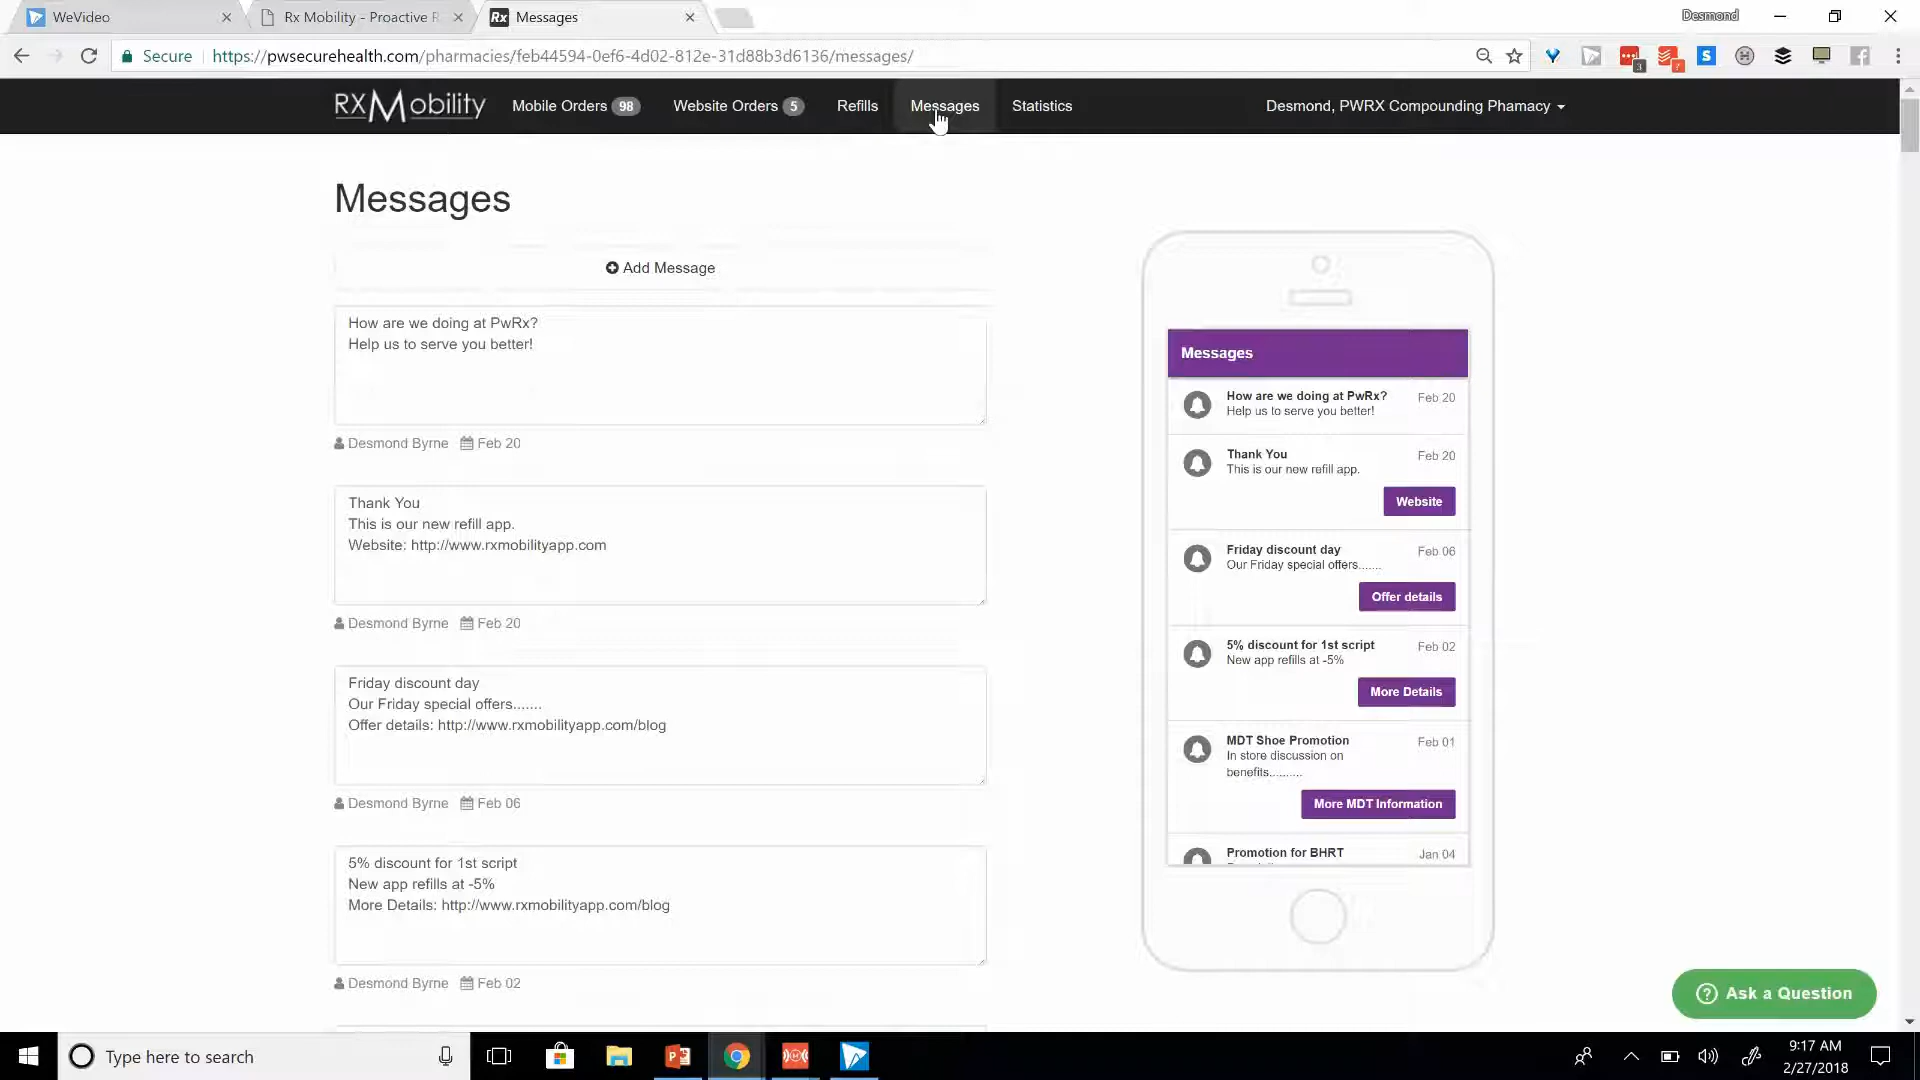 WeVideo
Rx Mobility - Proactive R
Rx Messages
Desmond
Secure https://pwsecurehealth.com/pharmacies/feb44594-0ef6-4d02-812e-31d88b3d6136/messages/
RXMobility Mobile Orders 98 Website Orders 5 Refills Messages Statistics Desmond, PWRX Compounding Phamacy
Messages
Add Message
How are we doing at PwRx?
Help us to serve you better!
Desmond Byrne Feb 20
Thank You
This is our new refill app.
Website: http://www.rxmobilityapp.com
Desmond Byrne Feb 20
Friday discount day
Our Friday special offers.......
Offer details: http://www.rxmobilityapp.com/blog
Desmond Byrne Feb 06
5% discount for 1st script
New app refills at -5%
More Details: http://www.rxmobilityapp.com/blog
Desmond Byrne Feb 02
Messages
How are we doing at PwRx? Feb 20
Help us to serve you better!
Thank You Feb 20
This is our new refill app.
Website
Friday discount day Feb 06
Our Friday special offers.......
Offer details
5% discount for 1st script Feb 02
New app refills at -5%
More Details
MDT Shoe Promotion Feb 01
In store discussion on
benefits..........
More MDT Information
Promotion for BHRT Jan 04
Ask a Question
Type here to search
9:17 AM
2/27/2018